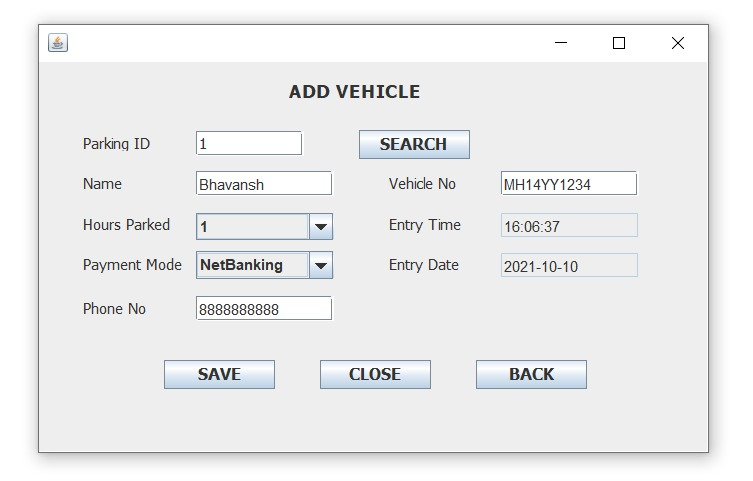 ADD VEHICLE
Parking ID 1 SEARCH
Name Bhavansh Vehicle No MH14YY1234
Hours Parked 1 Entry Time 16:06:37
Payment Mode NetBanking Entry Date 2021-10-10
Phone No 8888888888
SAVE CLOSE BACK